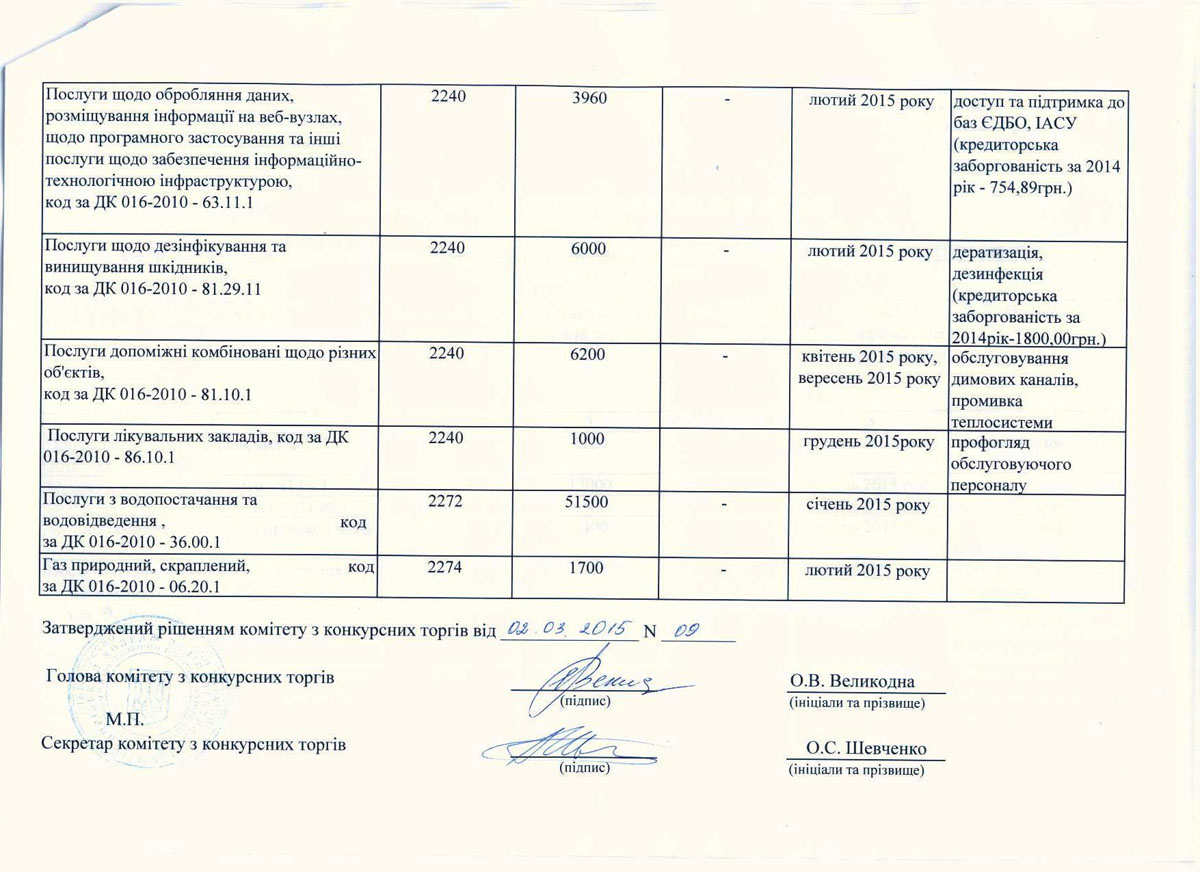 Послуги щодо обробляння даних,
розміщування інформації на веб-вузлах,
щодо програмного застосування та інші
послуги щодо забезпечення інформаційно-
технологічною інфраструктурою,
код за ДК 016-2010 - 63.11.1
2240
3960
-
лютий 2015 року
доступ та підтримка до
баз ЄДБО, ІАСУ
(кредиторська
заборгованість за 2014
рік - 754,89грн.)
Послуги щодо дезінфікування та
винищування шкідників,
код за ДК 016-2010 - 81.29.11
2240
6000
-
лютий 2015 року
дератизація,
дезинфекція
(кредиторська
заборгованість за
2014рік-1800,00грн.)
Послуги допоміжні комбіновані щодо різних
об'єктів,
код за ДК 016-2010 - 81.10.1
2240
6200
-
квітень 2015 року,
вересень 2015 року
обслуговування
димових каналів,
промивка
теплосистеми
Послуги лікувальних закладів, код за ДК
016-2010 - 86.10.1
2240
1000
грудень 2015року
профогляд
обслуговуючого
персоналу
Послуги з водопостачання та
водовідведення , код
за ДК 016-2010 - 36.00.1
2272
51500
-
січень 2015 року
Газ природний, скраплений, код
за ДК 016-2010 - 06.20.1
2274
1700
-
лютий 2015 року
Затверджений рішенням комітету з конкурсних торгів від 02.03.2015 N 09
Голова комітету з конкурсних торгів
О.В. Великодна
(підпис)
(ініціали та прізвище)
М.П.
Секретар комітету з конкурсних торгів
О.С. Шевченко
(підпис)
(ініціали та прізвище)